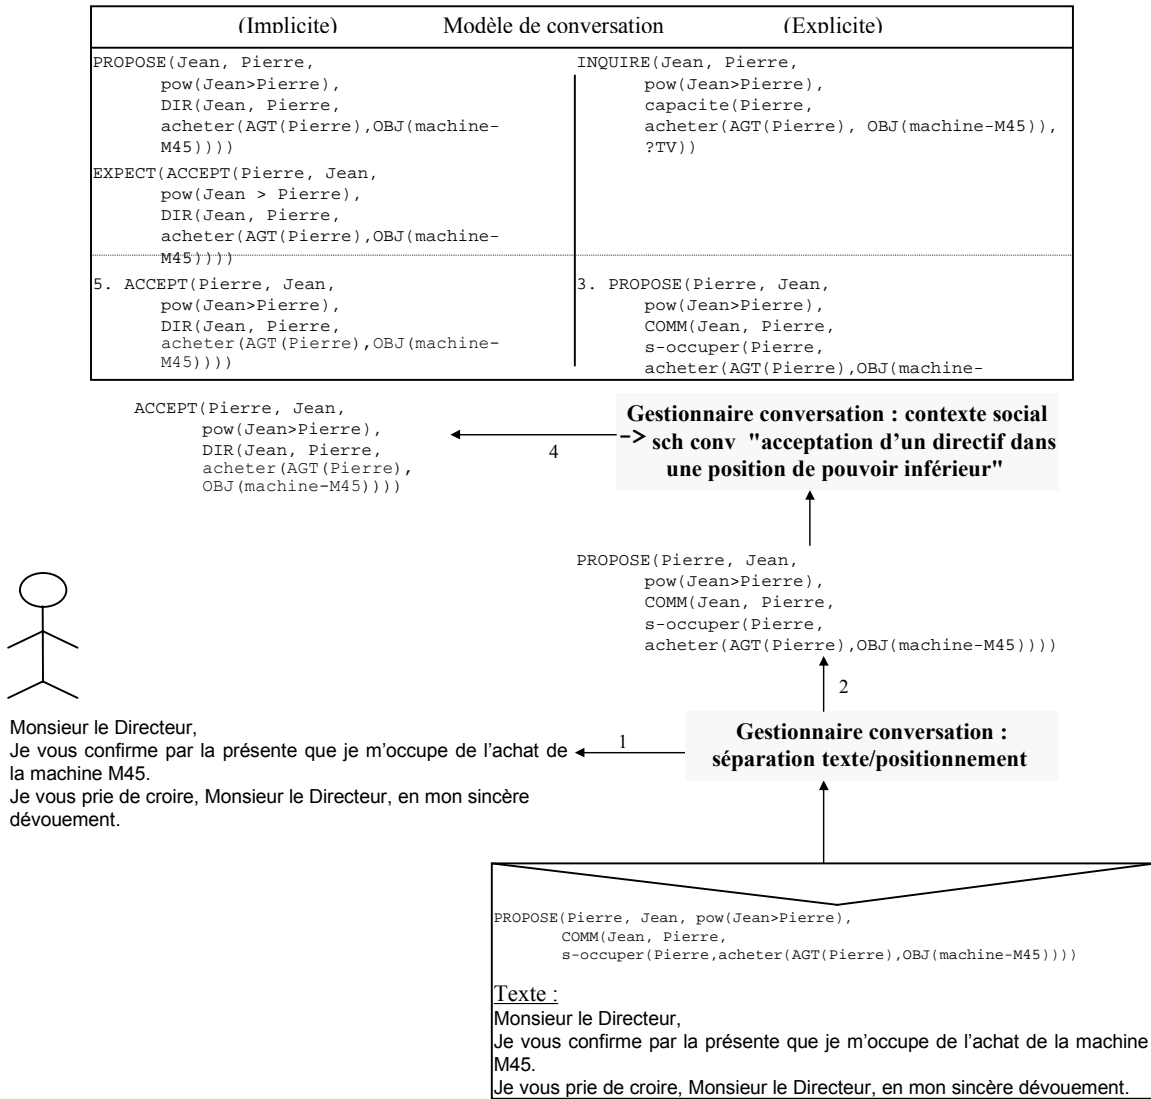 (Implicite) Modèle de conversation (Explicite)
PROPOSE(Jean, Pierre,
pow(Jean>Pierre),
DIR(Jean, Pierre,
acheter(AGT(Pierre),OBJ(machine-
M45))))
EXPECT(ACCEPT(Pierre, Jean,
pow(Jean > Pierre),
DIR(Jean, Pierre,
acheter(AGT(Pierre),OBJ(machine-
M45))))
INQUIRE(Jean, Pierre,
pow(Jean>Pierre),
capacite(Pierre,
acheter(AGT(Pierre), OBJ(machine-M45)),
?TV))
5. ACCEPT(Pierre, Jean,
pow(Jean>Pierre),
DIR(Jean, Pierre,
acheter(AGT(Pierre),OBJ(machine-
M45))))
3. PROPOSE(Pierre, Jean,
pow(Jean>Pierre),
COMM(Jean, Pierre,
s-occuper(Pierre,
acheter(AGT(Pierre),OBJ(machine-
ACCEPT(Pierre, Jean,
pow(Jean>Pierre),
DIR(Jean, Pierre,
acheter(AGT(Pierre),
OBJ(machine-M45))))
4
Gestionnaire conversation : contexte social
-> sch conv "acceptation d'un directif dans
une position de pouvoir inférieur"
PROPOSE(Pierre, Jean,
pow(Jean>Pierre),
COMM(Jean, Pierre,
s-occuper(Pierre,
acheter(AGT(Pierre),OBJ(machine-M45))))
2
Monsieur le Directeur,
Je vous confirme par la présente que je m'occupe de l'achat de
la machine M45.
Je vous prie de croire, Monsieur le Directeur, en mon sincère
dévouement.
1
Gestionnaire conversation :
séparation texte/positionnement
PROPOSE(Pierre, Jean, pow(Jean>Pierre),
COMM(Jean, Pierre,
s-occuper(Pierre,acheter(AGT(Pierre),OBJ(machine-M45))))
Texte :
Monsieur le Directeur,
Je vous confirme par la présente que je m'occupe de l'achat de la machine
M45.
Je vous prie de croire, Monsieur le Directeur, en mon sincère dévouement.